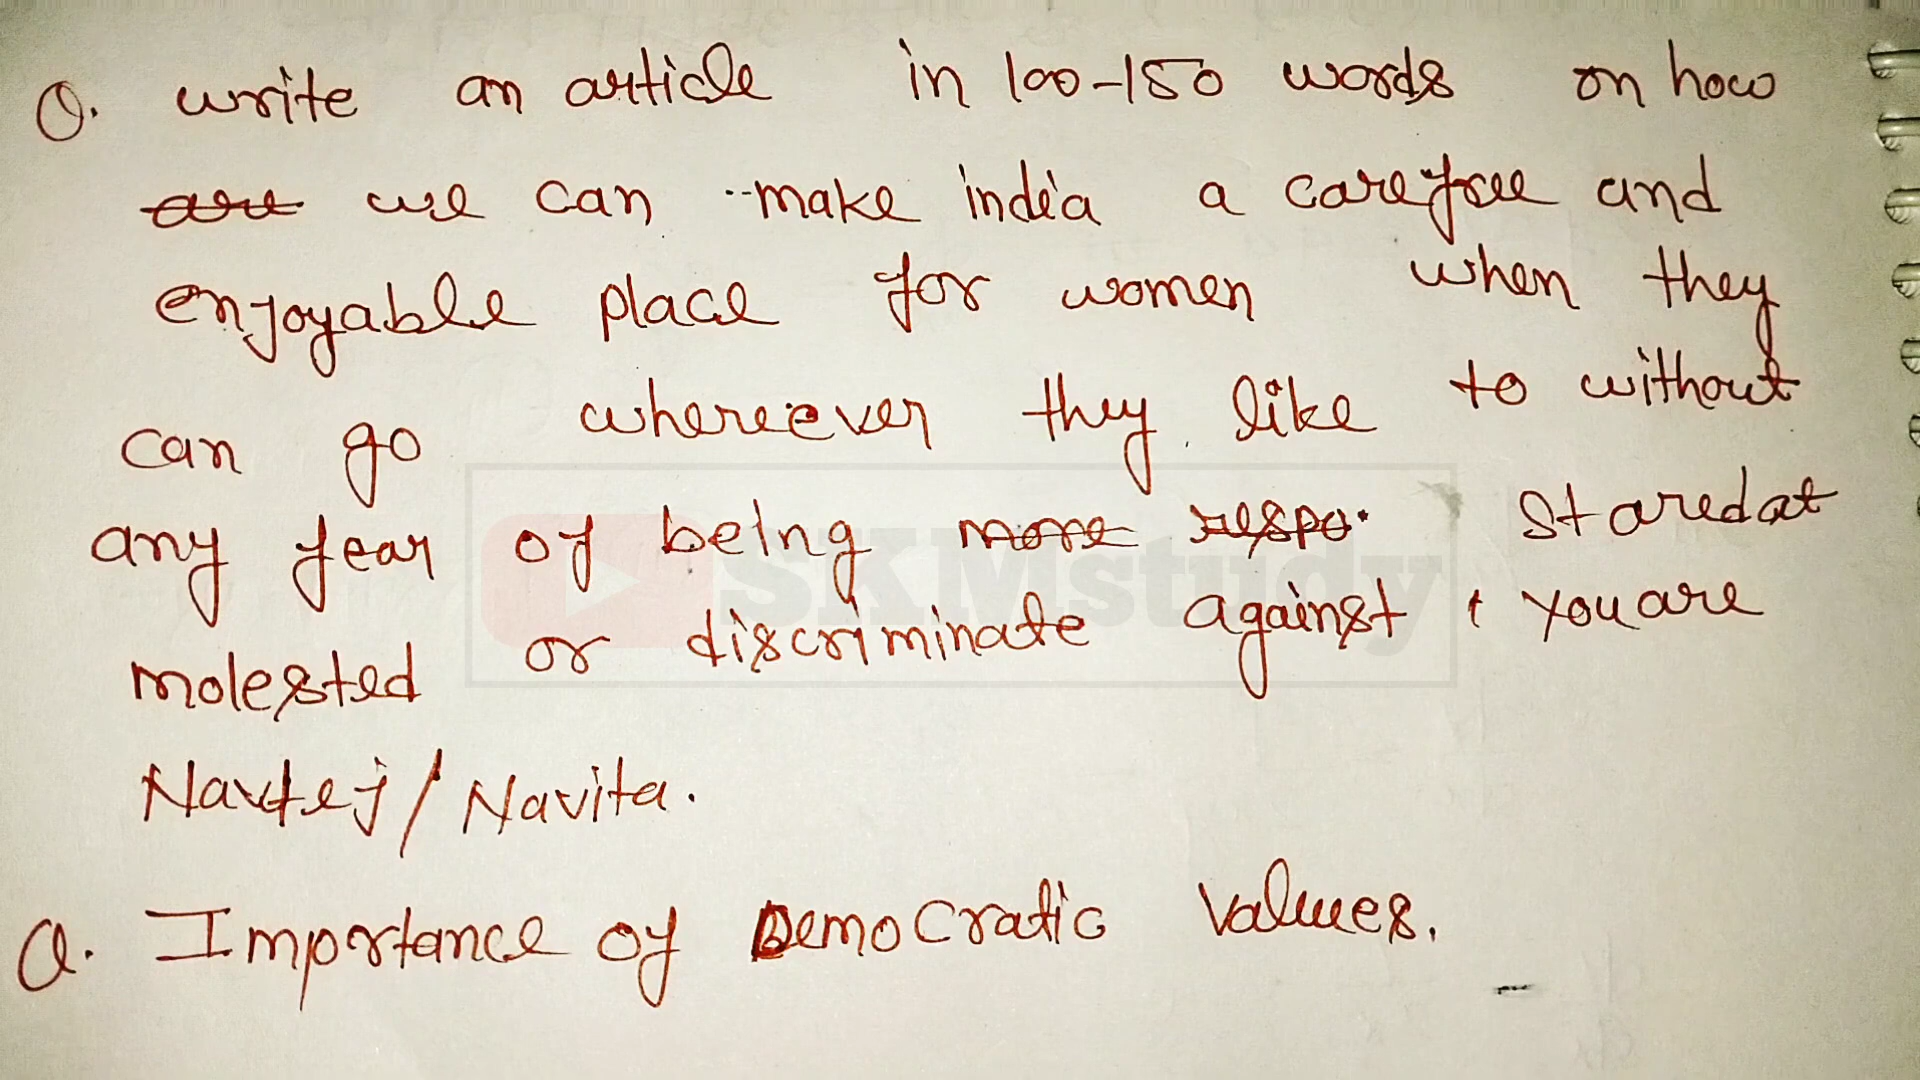 Q. write an article in 100-150 words on how
are we can make india a carefree and
enjoyable place for women when they
can go whereever they like to without
any fear of being more respo. stared at
molested or discriminate against. You are
Navtej/Navita.
Q. Importance of Democratic values.
SKMstudy